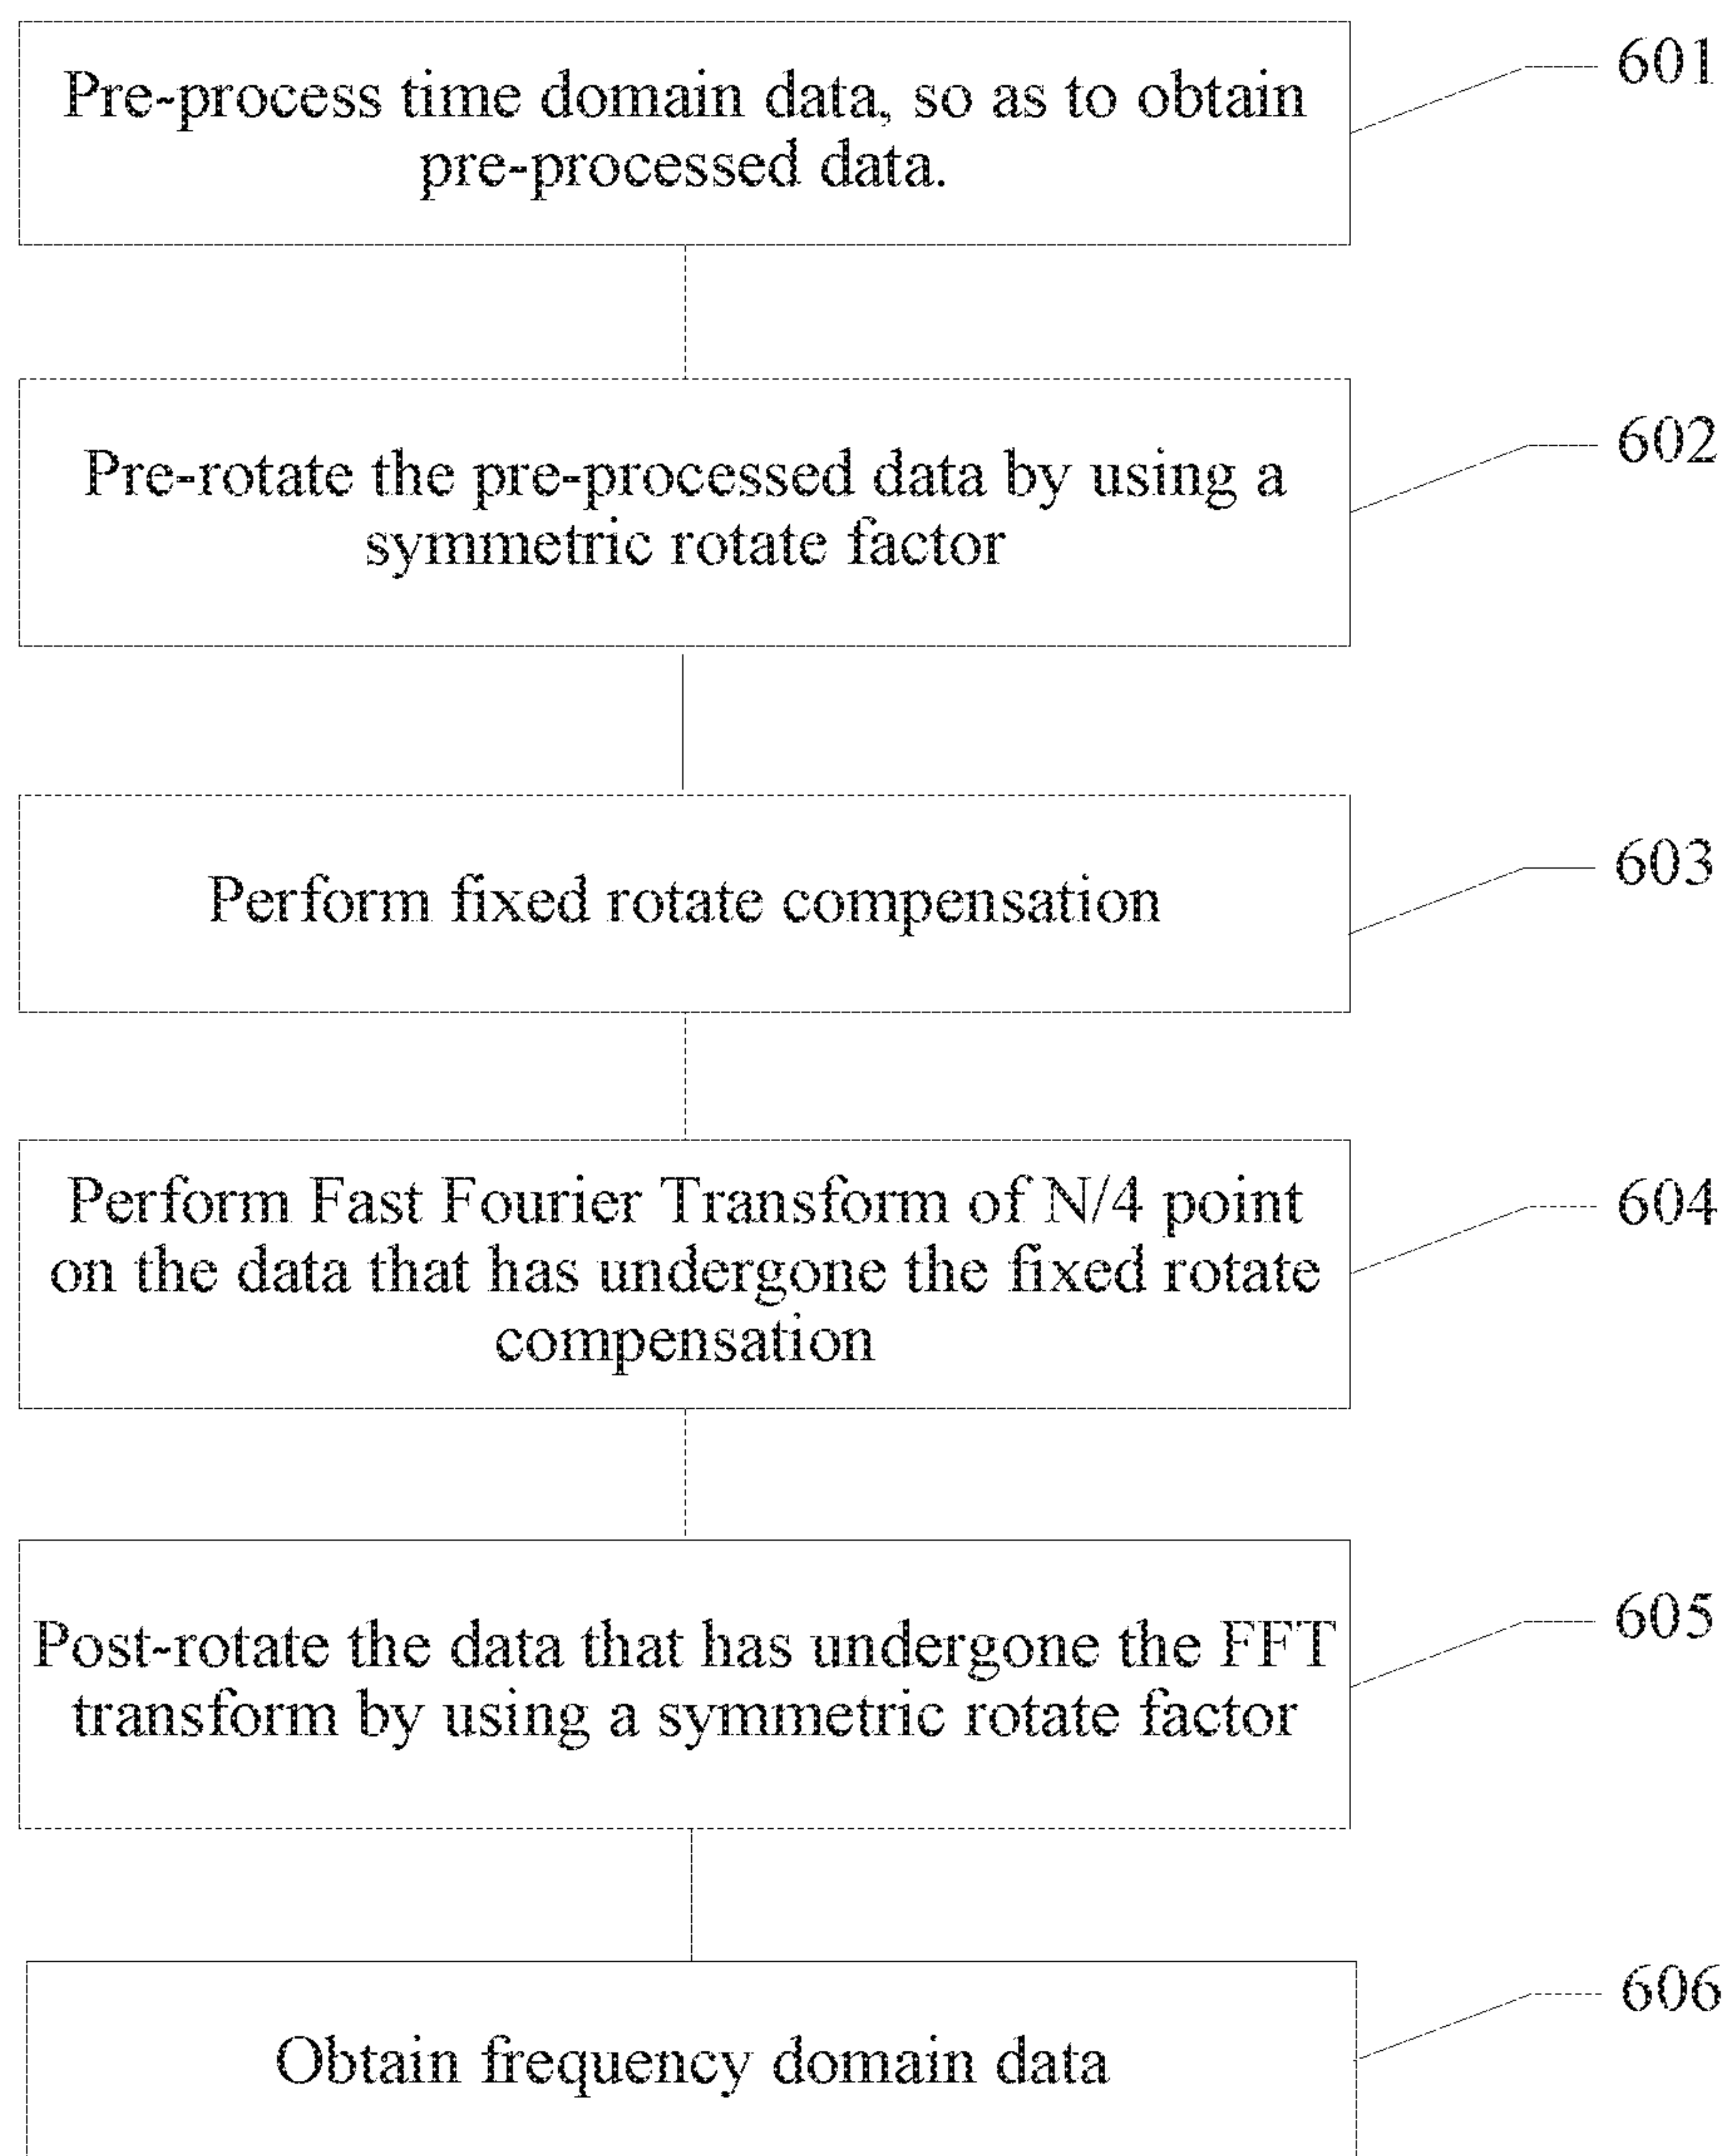 Pre-process time domain data, so as to obtain
pre-processed data.
601
Pre-rotate the pre-processed data by using a
symmetric rotate factor
602
Perform fixed rotate compensation
603
Perform Fast Fourier Transform of N/4 point
on the data that has undergone the fixed rotate
compensation
604
Post-rotate the data that has undergone the FFT
transform by using a symmetric rotate factor
605
Obtain frequency domain data
606